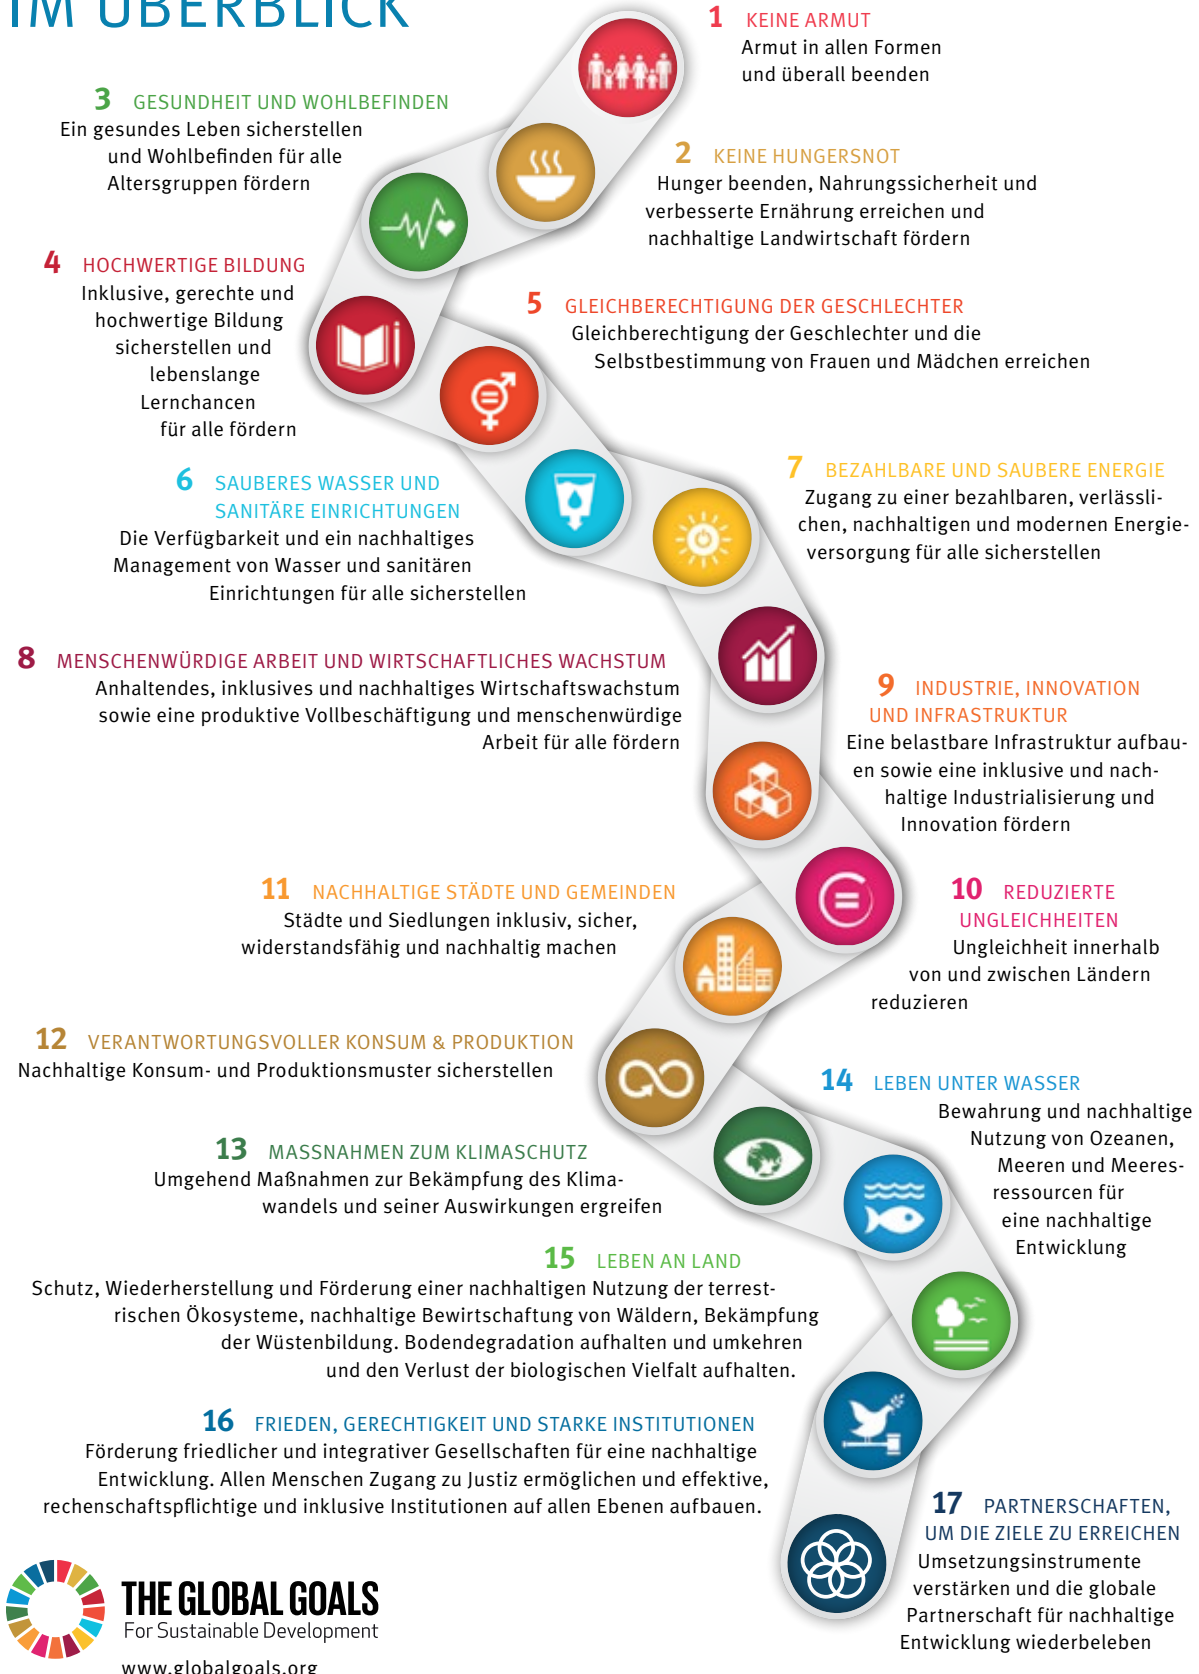 IM ÜBERBLICK
1 KEINE ARMUT
Armut in allen Formen
und überall beenden
2 KEINE HUNGERSNOT
Hunger beenden, Nahrungssicherheit und
verbesserte Ernährung erreichen und
nachhaltige Landwirtschaft fördern
3 GESUNDHEIT UND WOHLBEFINDEN
Ein gesundes Leben sicherstellen
und Wohlbefinden für alle
Altersgruppen fördern
4 HOCHWERTIGE BILDUNG
Inklusive, gerechte und
hochwertige Bildung
sicherstellen und
lebenslange
Lernchancen
für alle fördern
5 GLEICHBERECHTIGUNG DER GESCHLECHTER
Gleichberechtigung der Geschlechter und die
Selbstbestimmung von Frauen und Mädchen erreichen
6 SAUBERES WASSER UND
SANITÄRE EINRICHTUNGEN
Die Verfügbarkeit und ein nachhaltiges
Management von Wasser und sanitären
Einrichtungen für alle sicherstellen
7 BEZAHLBARE UND SAUBERE ENERGIE
Zugang zu einer bezahlbaren, verlässli-
chen, nachhaltigen und modernen Energie-
versorgung für alle sicherstellen
8 MENSCHENWÜRDIGE ARBEIT UND WIRTSCHAFTLICHES WACHSTUM
Anhaltendes, inklusives und nachhaltiges Wirtschaftswachstum
sowie eine produktive Vollbeschäftigung und menschenwürdige
Arbeit für alle fördern
9 INDUSTRIE, INNOVATION
UND INFRASTRUKTUR
Eine belastbare Infrastruktur aufbau-
en sowie eine inklusive und nach-
haltige Industrialisierung und
Innovation fördern
10 REDUZIERTE
UNGLEICHHEITEN
Ungleichheit innerhalb
von und zwischen Ländern
reduzieren
11 NACHHALTIGE STÄDTE UND GEMEINDEN
Städte und Siedlungen inklusiv, sicher,
widerstandsfähig und nachhaltig machen
12 VERANTWORTUNGSVOLLER KONSUM & PRODUKTION
Nachhaltige Konsum- und Produktionsmuster sicherstellen
13 MASSNAHMEN ZUM KLIMASCHUTZ
Umgehend Maßnahmen zur Bekämpfung des Klima-
wandels und seiner Auswirkungen ergreifen
14 LEBEN UNTER WASSER
Bewahrung und nachhaltige
Nutzung von Ozeanen,
Meeren und Meeres-
ressourcen für
eine nachhaltige
Entwicklung
15 LEBEN AN LAND
Schutz, Wiederherstellung und Förderung einer nachhaltigen Nutzung der terrest-
rischen Ökosysteme, nachhaltige Bewirtschaftung von Wäldern, Bekämpfung
der Wüstenbildung. Bodendegradation aufhalten und umkehren
und den Verlust der biologischen Vielfalt aufhalten.
16 FRIEDEN, GERECHTIGKEIT UND STARKE INSTITUTIONEN
Förderung friedlicher und integrativer Gesellschaften für eine nachhaltige
Entwicklung. Allen Menschen Zugang zu Justiz ermöglichen und effektive,
rechenschaftspflichtige und inklusive Institutionen auf allen Ebenen aufbauen.
17 PARTNERSCHAFTEN,
UM DIE ZIELE ZU ERREICHEN
Umsetzungsinstrumente
verstärken und die globale
Partnerschaft für nachhaltige
Entwicklung wiederbeleben
THE GLOBAL GOALS
For Sustainable Development
www.globalgoals.org